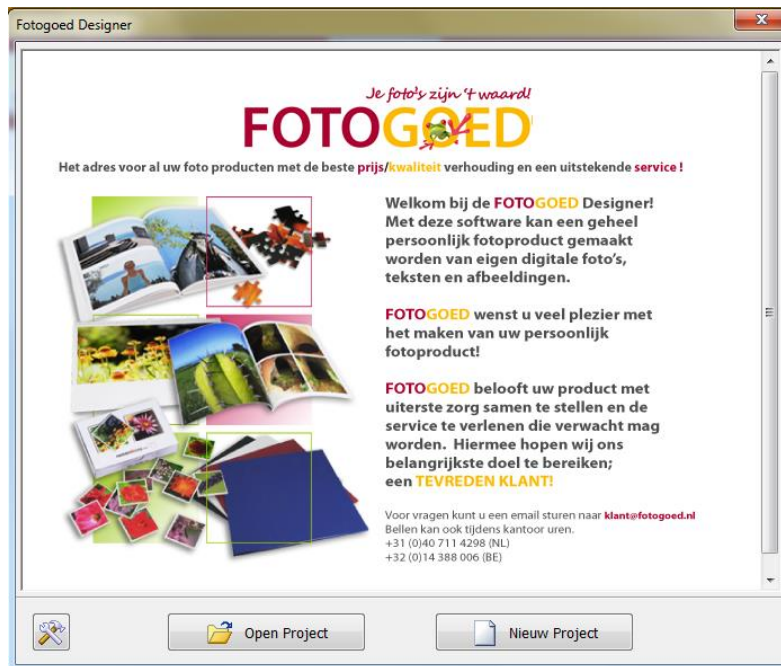 Fotogoed Designer
Je foto's zijn 't waard!
FOTOGOED
Het adres voor al uw foto producten met de beste prijs/kwaliteit verhouding en een uitstekende service !
Welkom bij de FOTOGOED Designer!
Met deze software kan een geheel
persoonlijk fotoproduct gemaakt
worden van eigen digitale foto's,
teksten en afbeeldingen.
FOTOGOED wenst u veel plezier met
het maken van uw persoonlijk
fotoproduct!
FOTOGOED belooft uw product met
uiterste zorg samen te stellen en de
service te verlenen die verwacht mag
worden. Hiermee hopen wij ons
belangrijkste doel te bereiken;
een TEVREDEN KLANT!
Voor vragen kunt u een email sturen naar klant@fotogoed.nl
Bellen kan ook tijdens kantoor uren.
+31 (0)40 711 4298 (NL)
+32 (0)14 388 006 (BE)
Open Project
Nieuw Project